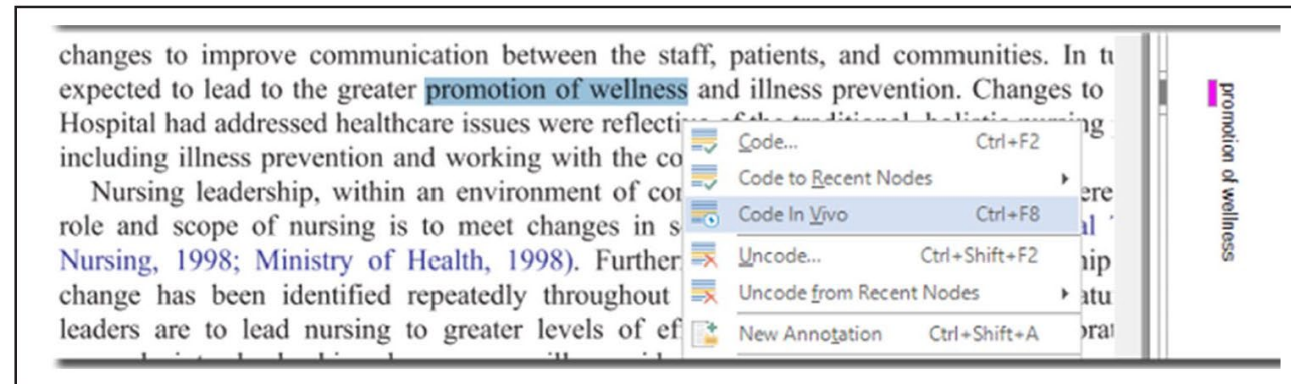 changes to improve communication between the staff, patients, and communities. In
expected to lead to the greater promotion of wellness and illness prevention. Changes to
Hospital had addressed healthcare issues were
including illness prevention and working with the
Nursing leadership, within an environment of
role and scope of nursing is to meet changes in
Nursing, 1998; Ministry of Health, 1998).
change has been identified repeatedly throughout
leaders are to lead nursing to greater levels of
Code... Ctrl+F2
Code to Recent Nodes
Code In Vivo Ctrl+F8
Uncode... Ctrl+Shift+F2
Uncode from Recent Nodes
New Annotation Ctrl+Shift+A
promotion of wellness